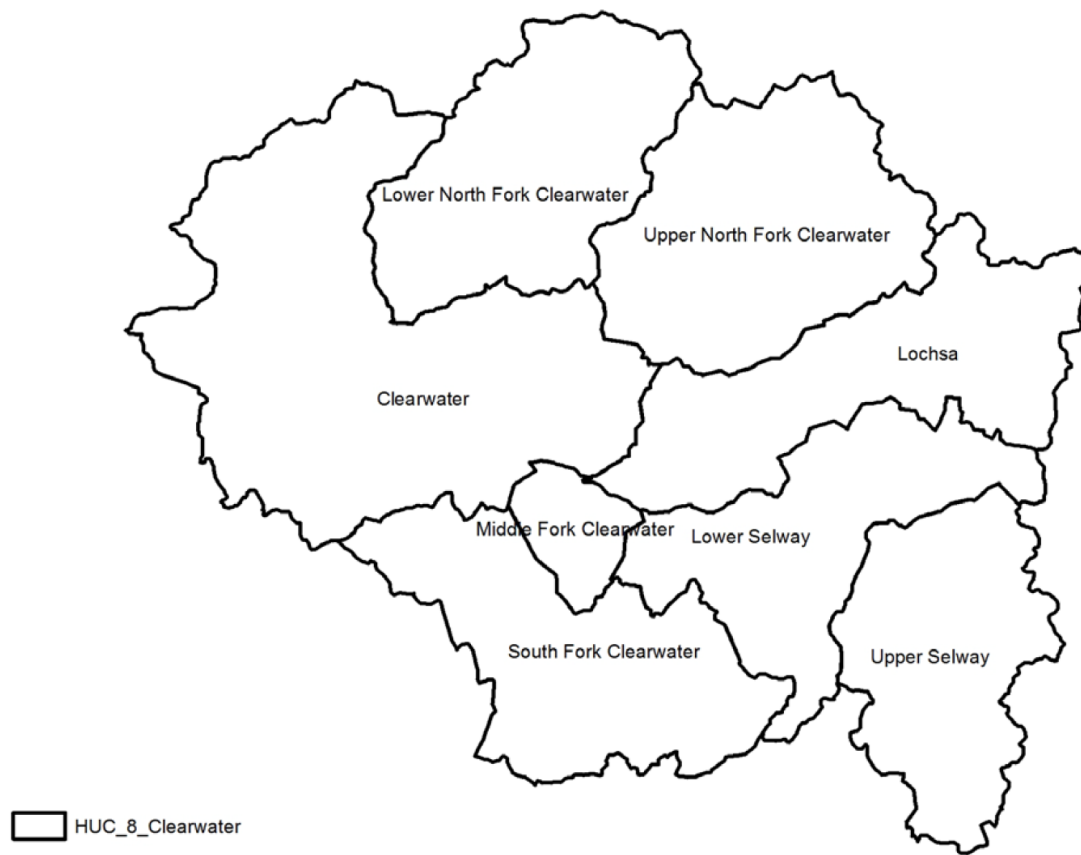 Lower North Fork Clearwater
Upper North Fork Clearwater
Lochsa
Clearwater
Middle Fork Clearwater
Lower Selway
South Fork Clearwater
Upper Selway
HUC_8_Clearwater